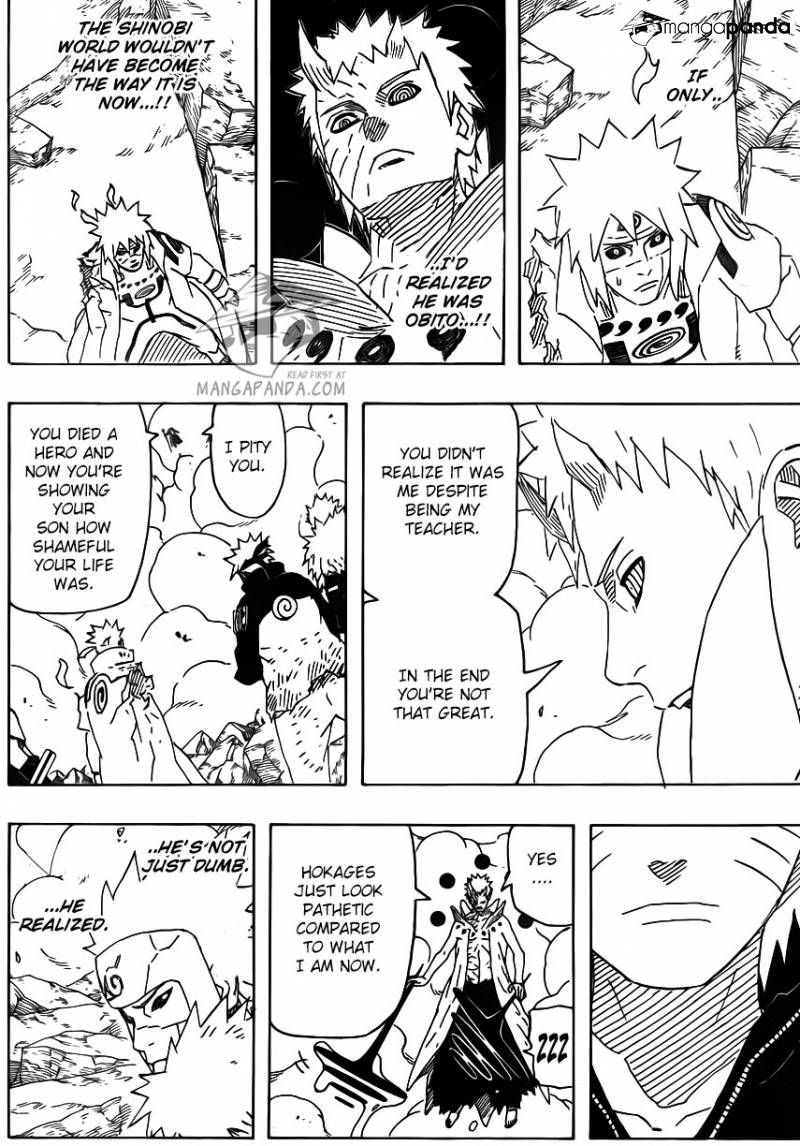 mangapanda
IF
ONLY..
..I'D
REALIZED
HE WAS
OBITO...!!
THE SHINOBI
WORLD WOULDN'T
HAVE BECOME
THE WAY IT IS
NOW...!!
READ FIRST AT
MANGAPANDA.COM
YOU DIDN'T
REALIZE IT WAS
ME DESPITE
BEING MY
TEACHER.
IN THE END
YOU'RE NOT
THAT GREAT.
I PITY
YOU.
YOU DIED A
HERO AND
NOW YOU'RE
SHOWING
YOUR
SON HOW
SHAMEFUL
YOUR LIFE
WAS.
YES
....
HOKAGES
JUST LOOK
PATHETIC
COMPARED
TO WHAT
I AM NOW.
..HE'S NOT
JUST DUMB.
...HE
REALIZED.